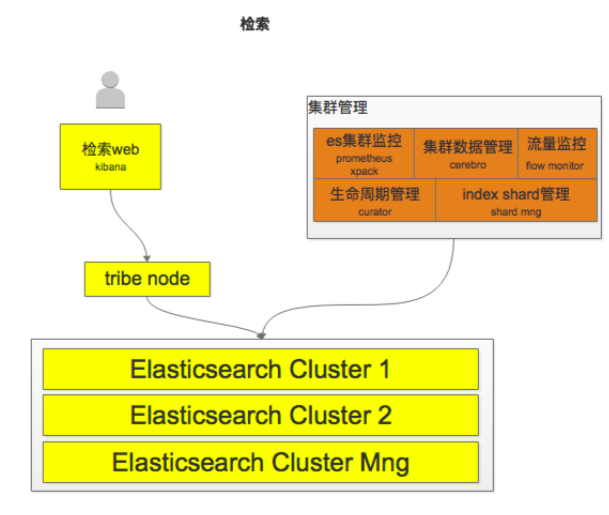 检索
检索web
kibana
tribe node
集群管理
es集群监控
prometheus
xpack
集群数据管理
cerebro
流量监控
flow monitor
生命周期管理
curator
index shard管理
shard mng
Elasticsearch Cluster 1
Elasticsearch Cluster 2
Elasticsearch Cluster Mng